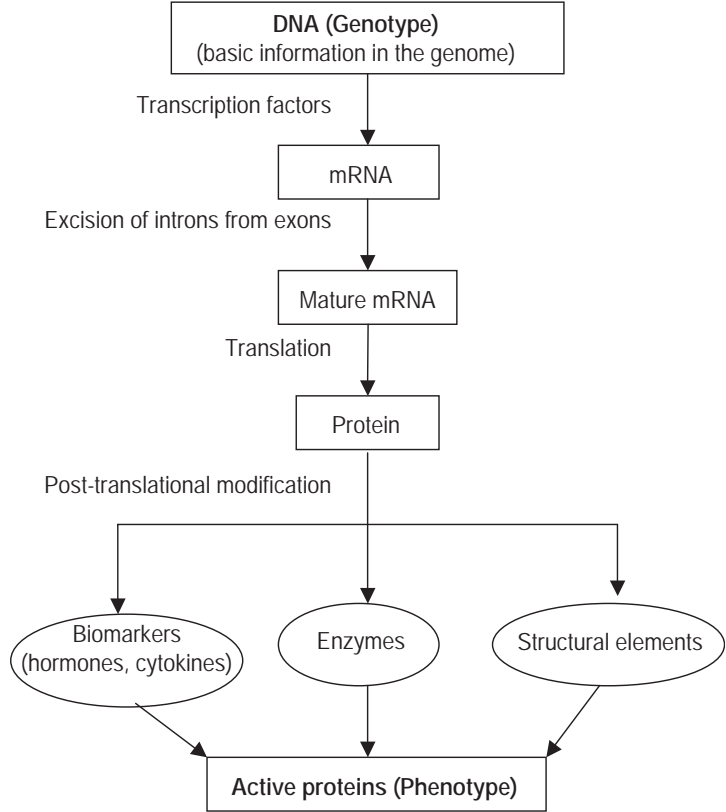 DNA (Genotype)
(basic information in the genome)
Transcription factors
mRNA
Excision of introns from exons
Mature mRNA
Translation
Protein
Post-translational modification
Biomarkers
(hormones, cytokines)
Enzymes
Structural elements
Active proteins (Phenotype)